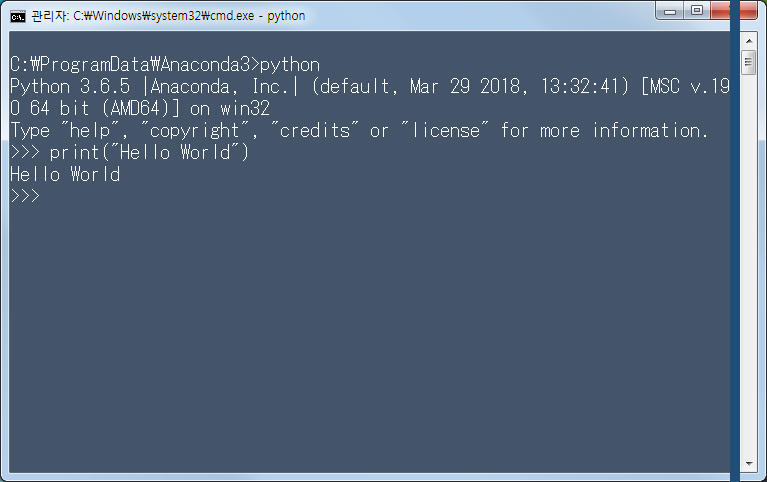 관리자: C:₩Windows₩system32₩cmd.exe - python
C:₩ProgramData₩Anaconda3>python
Python 3.6.5 |Anaconda, Inc.| (default, Mar 29 2018, 13:32:41) [MSC v.19
0 64 bit (AMD64)] on win32
Type "help", "copyright", "credits" or "license" for more information.
>>> print("Hello World")
Hello World
>>>